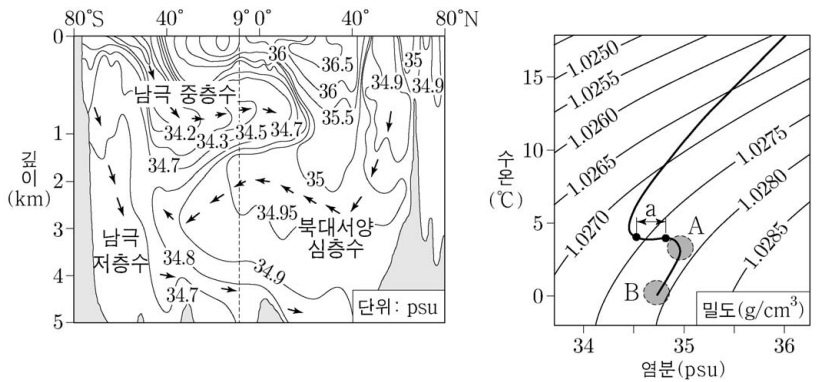 80°S 40° 9° 0° 40° 80°N
0
1
2
3
4
5
깊이
(km)
36
36.5
35
34.9
34.9
36
35.5
남극 중층수
34.2
34.3
34.5
34.7
34.7
35
34.95
북대서양
심층수
남극
저층수
34.8
34.9
34.7
단위: psu
15
10
5
0
수온
(℃)
1.0250
1.0255
1.0260
1.0265
1.0270
1.0275
1.0280
1.0285
a
A
B
밀도(g/cm³)
34 35 36
염분(psu)